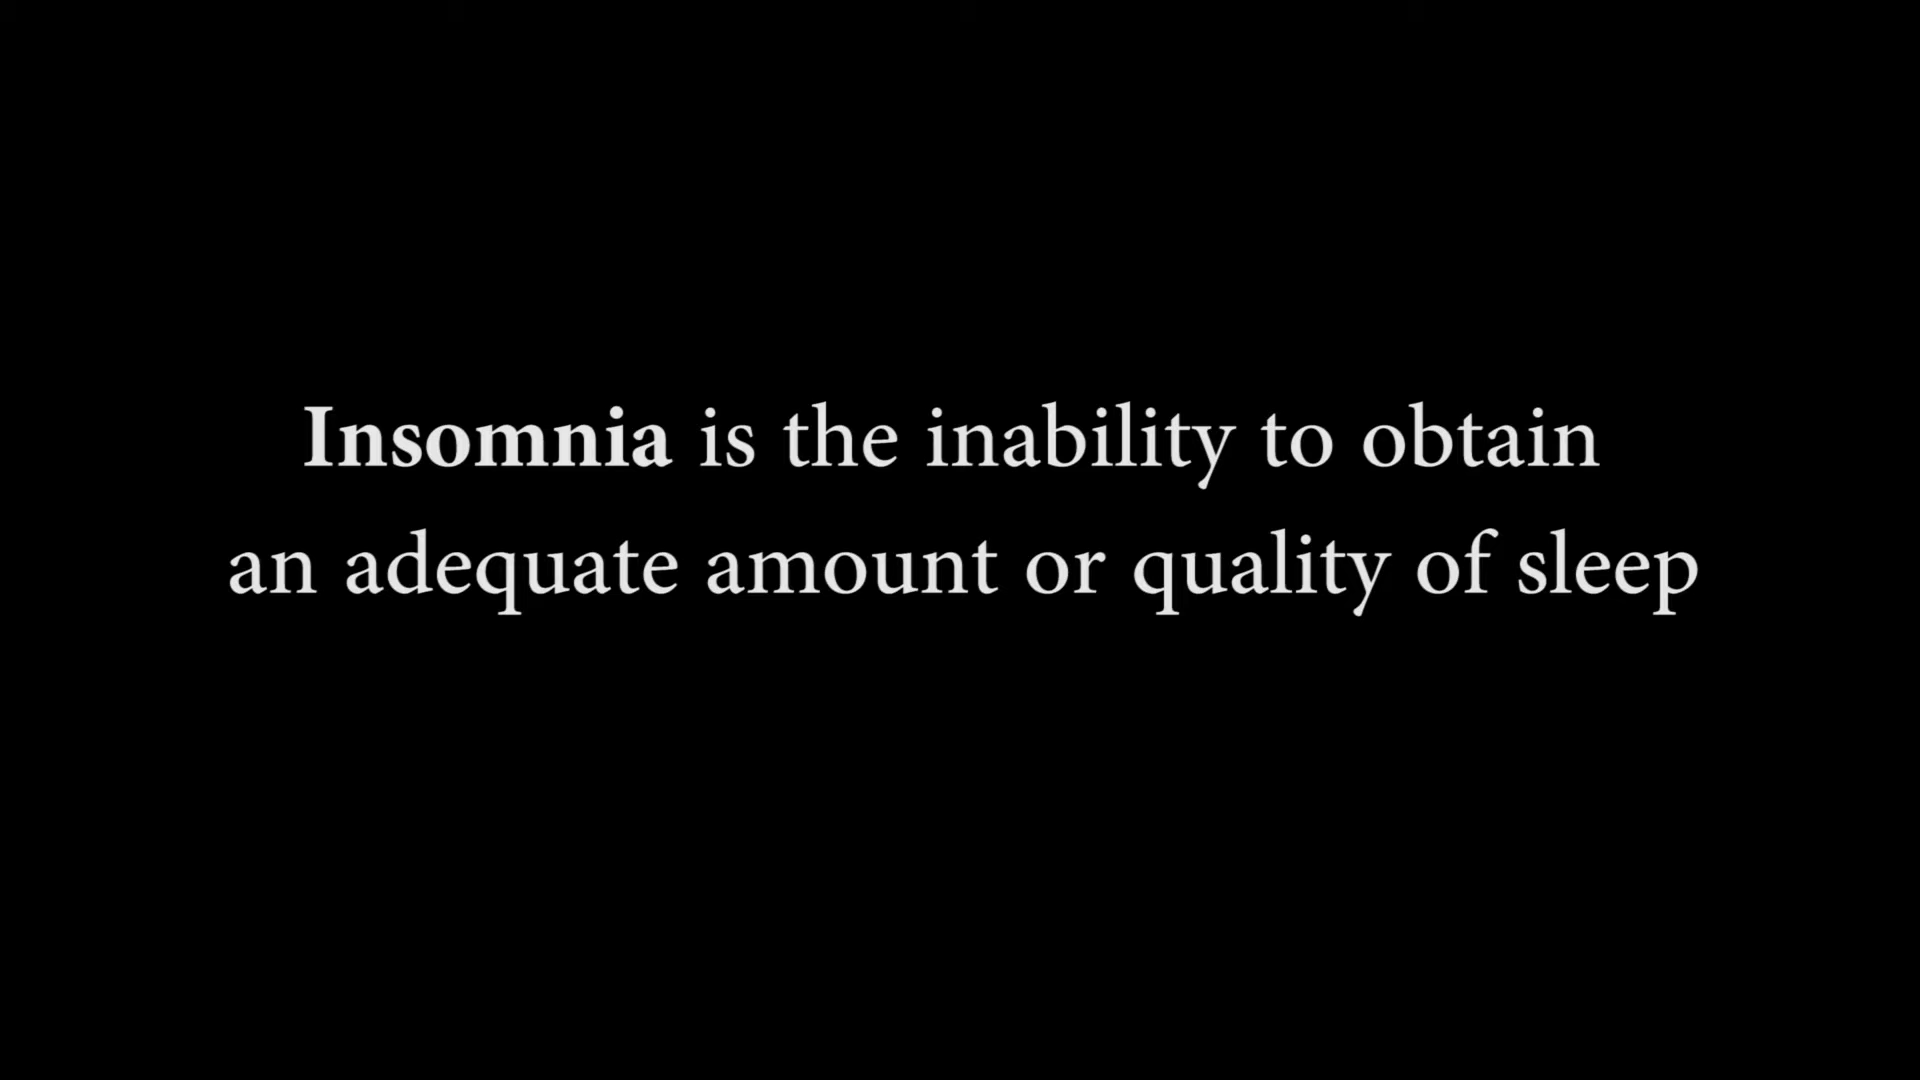 Insomnia is the inability to obtain
an adequate amount or quality of sleep